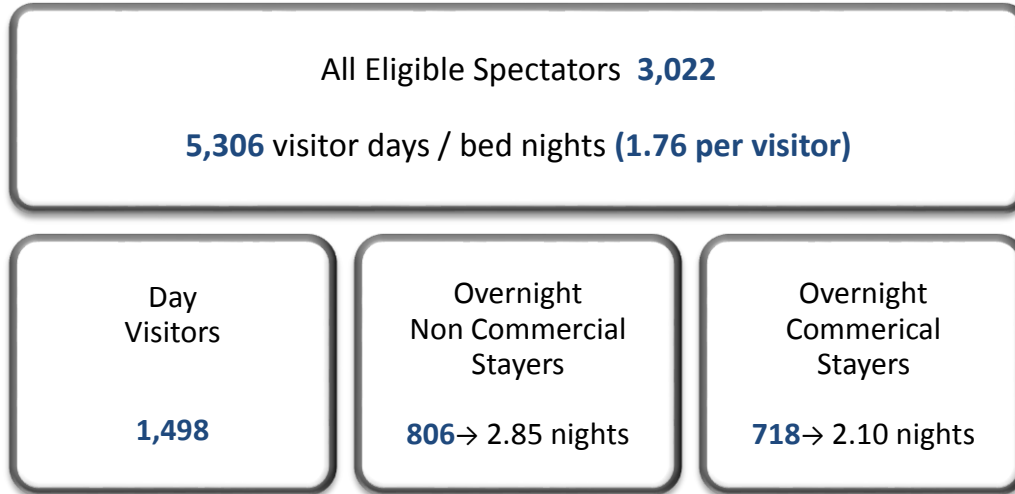 All Eligible Spectators 3,022
5,306 visitor days / bed nights (1.76 per visitor)
Day
Visitors
1,498
Overnight
Non Commercial
Stayers
806→ 2.85 nights
Overnight
Commerical
Stayers
718→ 2.10 nights